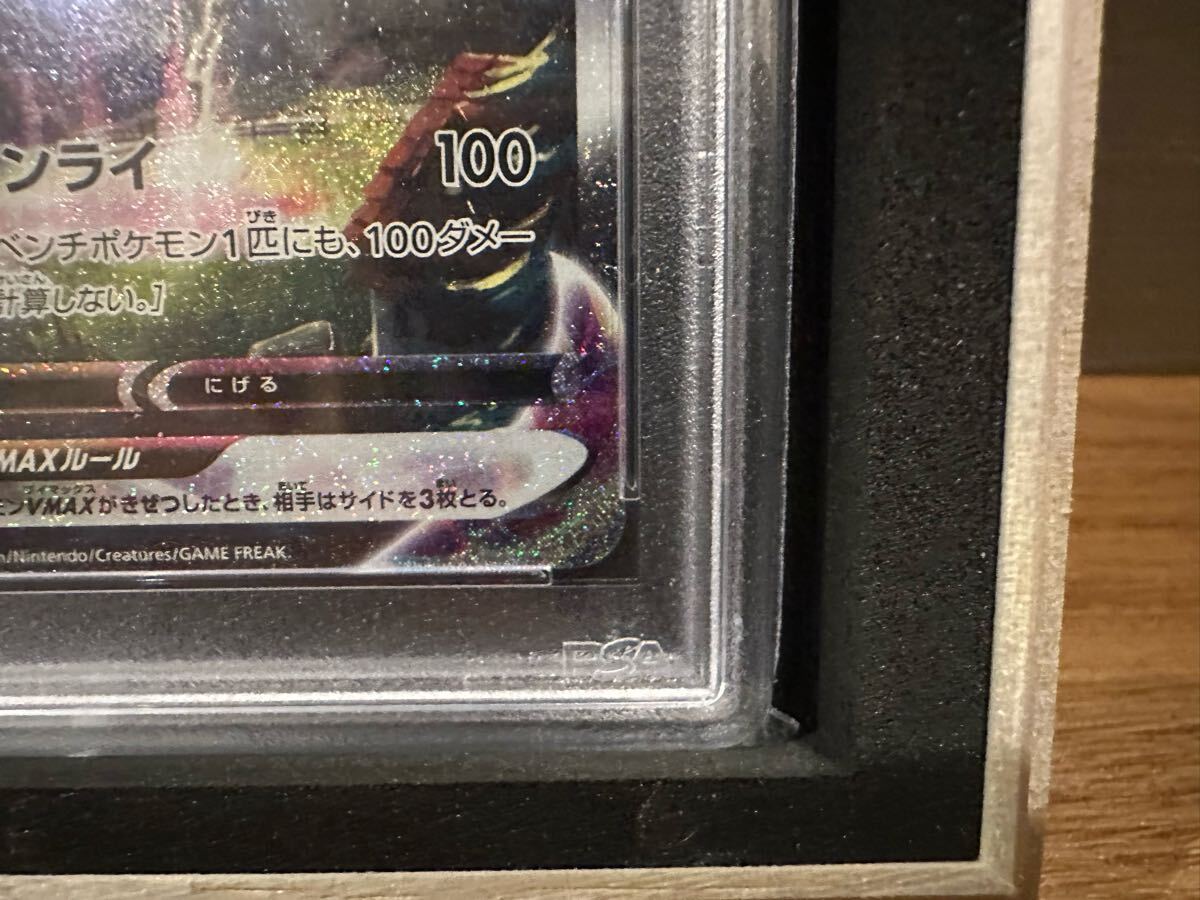 ンライ 100
ベンチポケモン1匹にも、100ダメー
びき
計算しない。]
にげる
MAXルール
VMAXがきぜつしたとき、相手はサイドを3枚とる。
/Nintendo/Creatures/GAME FREAK.
PSA